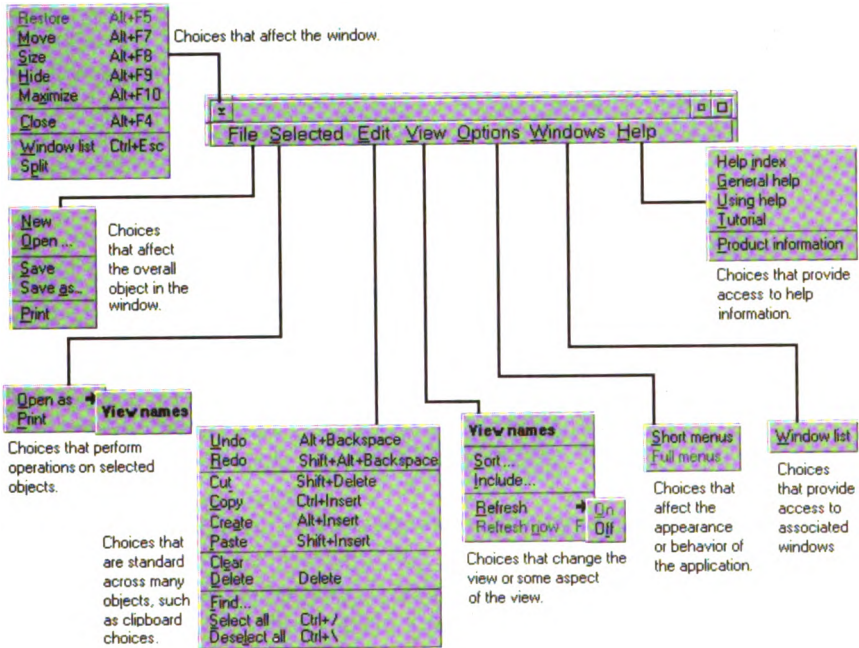 Restore Alt+F5
Move Alt+F7
Size Alt+F8
Hide Alt+F9
Maximize Alt+F10
Close Alt+F4
Window list Ctrl+Esc
Split
Choices that affect the window.
File Selected Edit View Options Windows Help
New
Open ...
Save
Save as...
Print
Choices
that affect
the overall
object in the
window.
Help index
General help
Using help
Tutorial
Product information
Choices that provide
access to help
information.
Open as
Print
View names
Choices that perform
operations on selected
objects.
Undo Alt+Backspace
Redo Shift+Alt+Backspace
Cut Shift+Delete
Copy Ctrl+Insert
Create Alt+Insert
Paste Shift+Insert
Clear
Delete Delete
Find...
Select all Ctrl+/
Deselect all Ctrl+\
Choices that
are standard
across many
objects, such
as clipboard
choices.
View names
Sort...
Include...
Refresh
Refresh now F
On
Off
Choices that change the
view or some aspect
of the view.
Short menus
Full menus
Choices that
affect the
appearance
or behavior of
the application.
Window list
Choices
that provide
access to
associated
windows